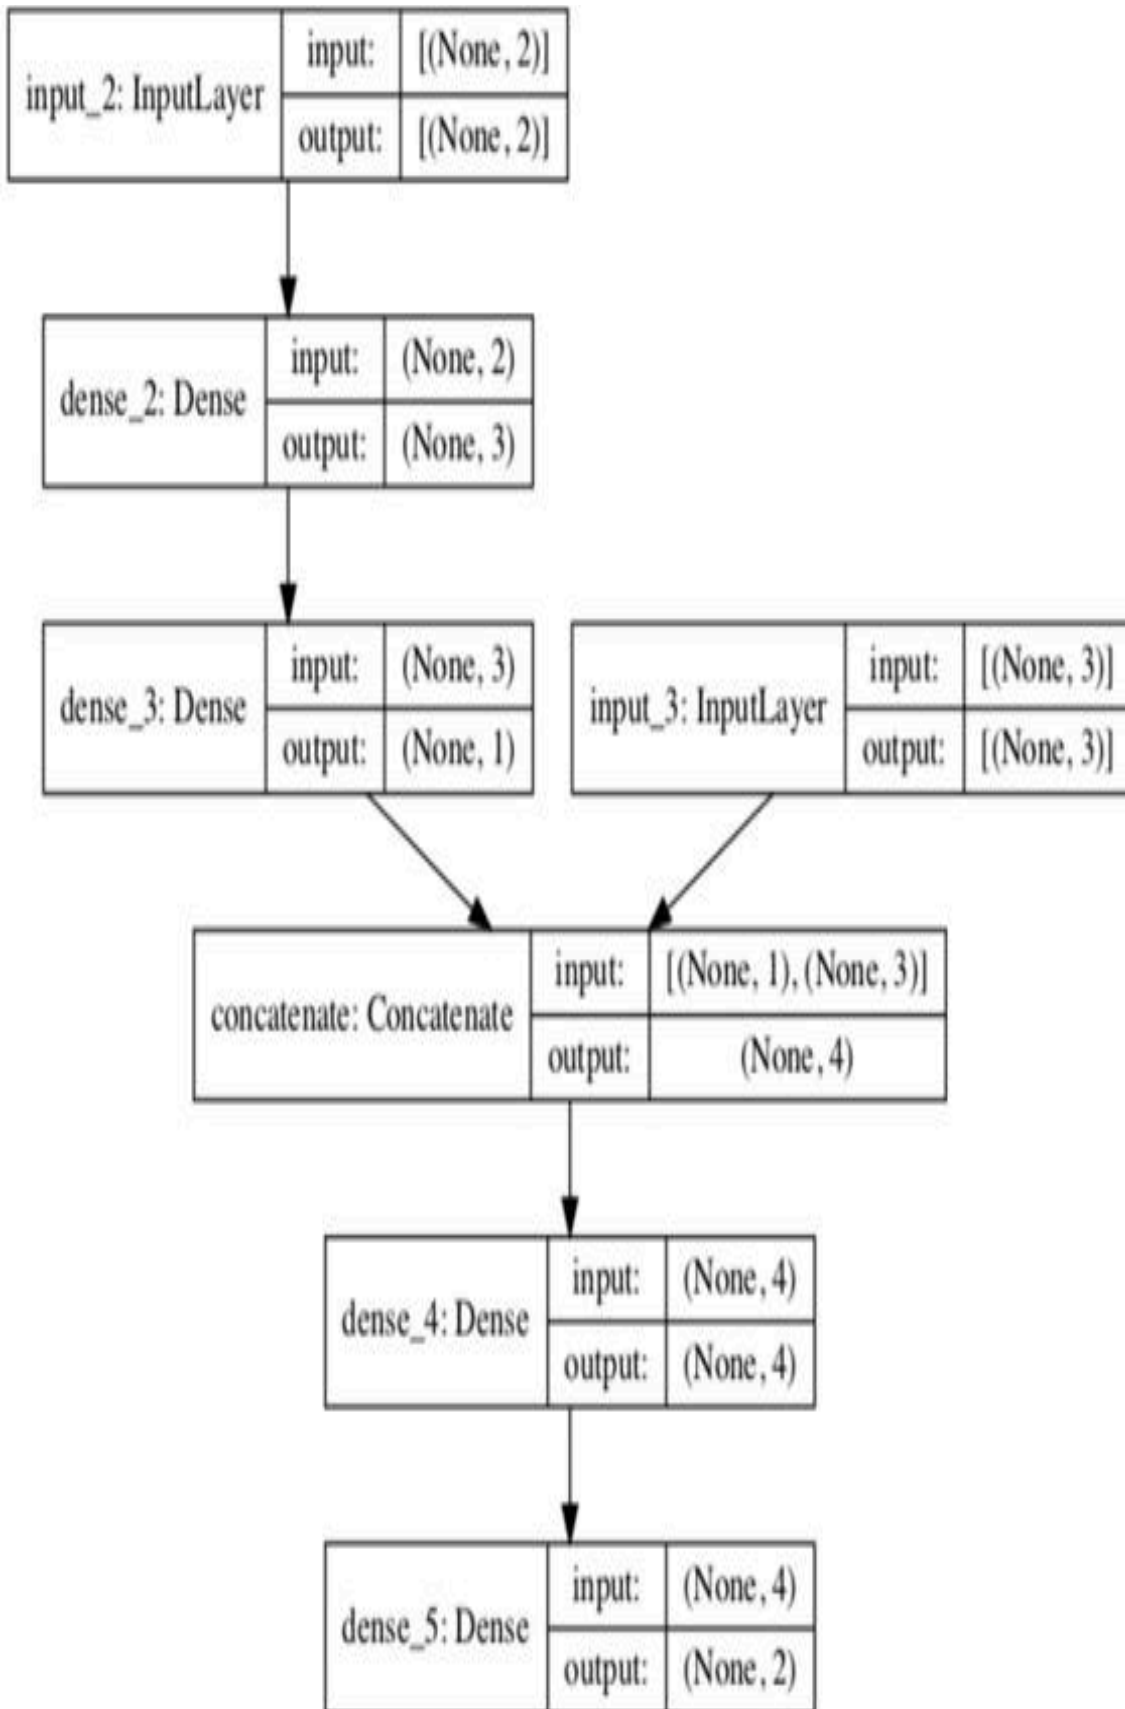 input_2: InputLayer
input: [(None, 2)]
output: [(None, 2)]
dense_2: Dense
input: (None, 2)
output: (None, 3)
dense_3: Dense
input: (None, 3)
output: (None, 1)
input_3: InputLayer
input: [(None, 3)]
output: [(None, 3)]
concatenate: Concatenate
input: [(None, 1), (None, 3)]
output: (None, 4)
dense_4: Dense
input: (None, 4)
output: (None, 4)
dense_5: Dense
input: (None, 4)
output: (None, 2)